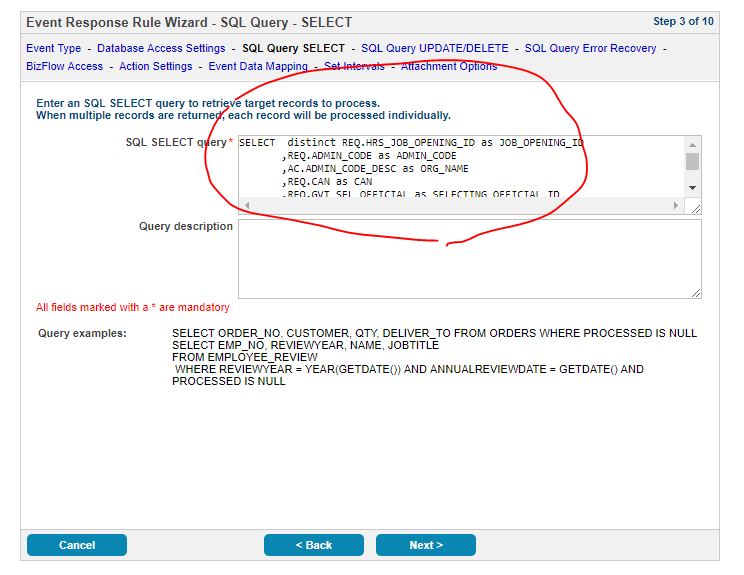 Event Response Rule Wizard - SQL Query - SELECT Step 3 of 10
Event Type - Database Access Settings - SQL Query SELECT - SQL Query UPDATE/DELETE - SQL Query Error Recovery -
BizFlow Access - Action Settings - Event Data Mapping - Set Intervals - Attachment Options
Enter an SQL SELECT query to retrieve target records to process.
When multiple records are returned, each record will be processed individually.
SQL SELECT query * SELECT distinct REQ.HRS_JOB_OPENING_ID as JOB_OPENING_ID
,REQ.ADMIN_CODE as ADMIN_CODE
,AC.ADMIN_CODE_DESC as ORG_NAME
,REQ.CAN as CAN
,REQ.GVT_SEL_OFFICIAL as SELECTING_OFFICIAL_ID
Query description
All fields marked with a * are mandatory
Query examples: SELECT ORDER_NO, CUSTOMER, QTY, DELIVER_TO FROM ORDERS WHERE PROCESSED IS NULL
SELECT EMP_NO, REVIEWYEAR, NAME, JOBTITLE
FROM EMPLOYEE_REVIEW
WHERE REVIEWYEAR = YEAR(GETDATE()) AND ANNUALREVIEWDATE = GETDATE() AND
PROCESSED IS NULL
Cancel < Back Next >